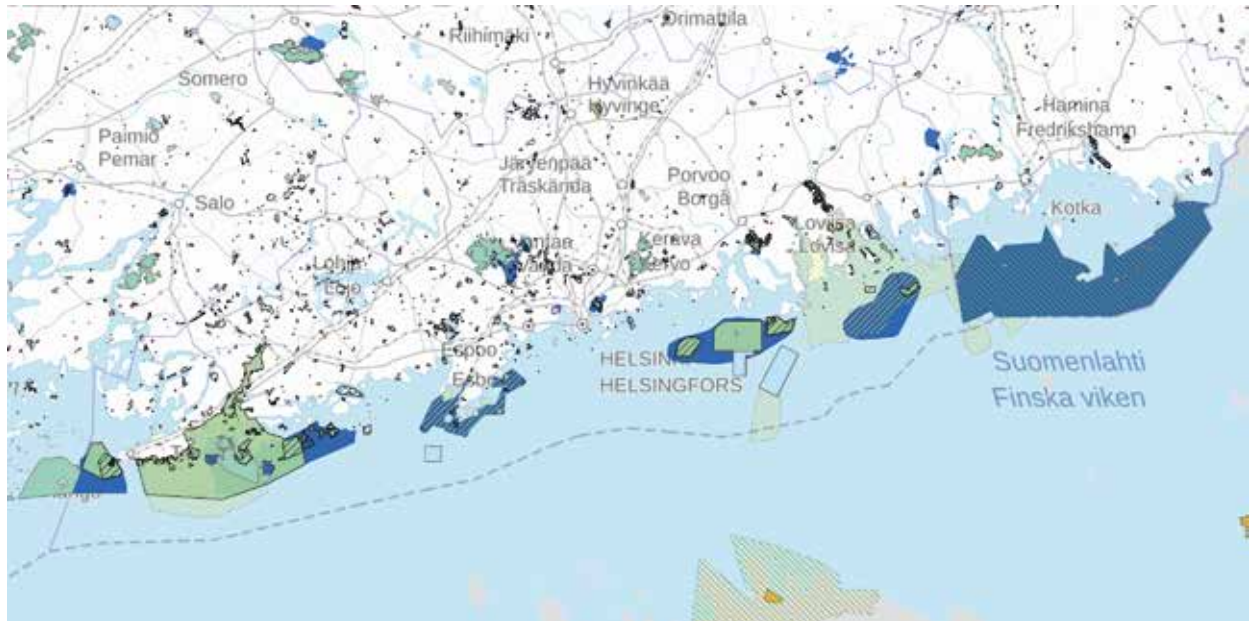 Orimattila
Riihimäki
Somero
Hyvinkää
Hyvinge
Hamina
Fredrikshamn
Paimio
Pemar
Järvenpää
Träskända
Porvoo
Borgå
Salo
Kotka
Loviisa
Lovisa
Kerava
Kervo
Vantaa
Vanda
Lohja
Lojo
Espoo
Esbo
HELSINKI
HELSINGFORS
Suomenlahti
Finska viken